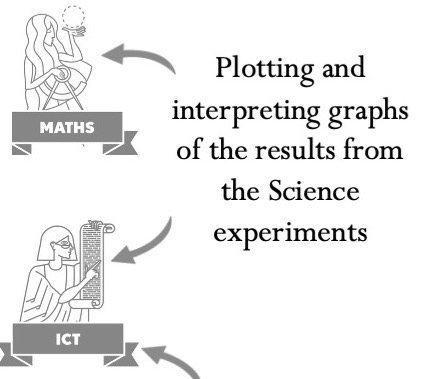 MATHS
Plotting and
interpreting graphs
of the results from
the Science
experiments
ICT